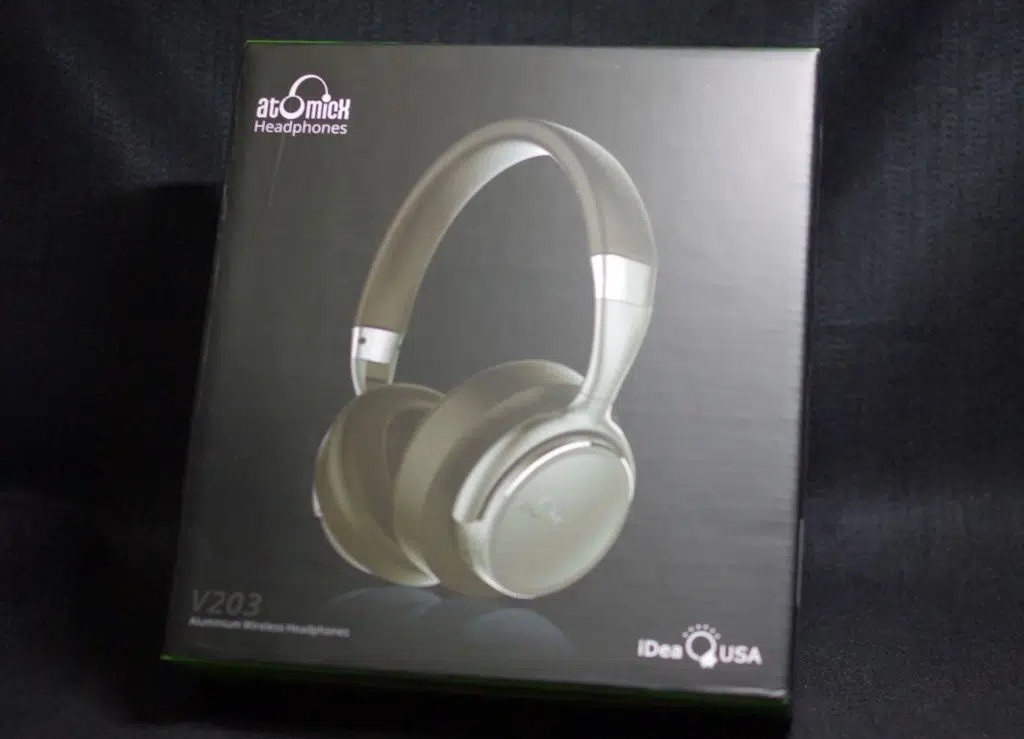 atomicx
Headphones
V203
Aluminium Wireless Headphones
iDea USA